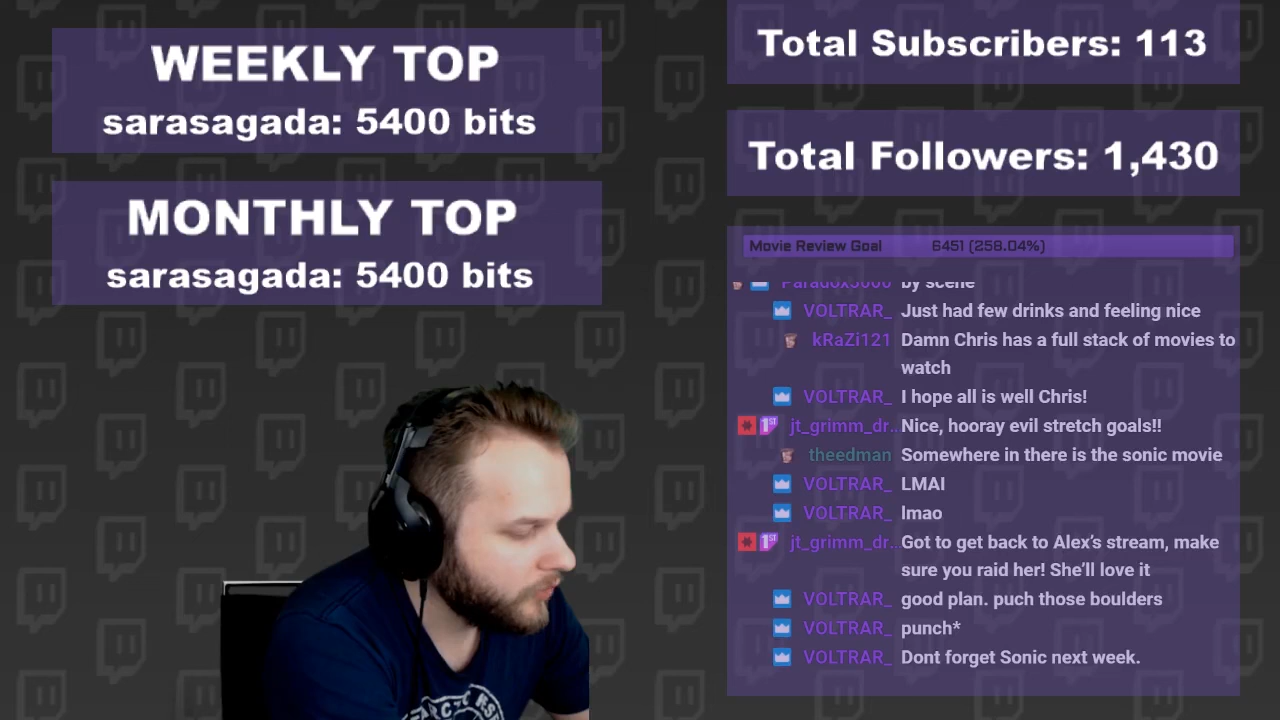 WEEKLY TOP
sarasagada: 5400 bits
MONTHLY TOP
sarasagada: 5400 bits
Total Subscribers: 113
Total Followers: 1,430
Movie Review Goal 6451 (258.04%)
by scene
VOLTRAR_ Just had few drinks and feeling nice
kRaZi121 Damn Chris has a full stack of movies to
watch
VOLTRAR_ I hope all is well Chris!
jt_grimm_dr... Nice, hooray evil stretch goals!!
theedman Somewhere in there is the sonic movie
VOLTRAR_ LMAI
VOLTRAR_ lmao
jt_grimm_dr... Got to get back to Alex’s stream, make
sure you raid her! She’ll love it
VOLTRAR_ good plan. puch those boulders
VOLTRAR_ punch*
VOLTRAR_ Dont forget Sonic next week.